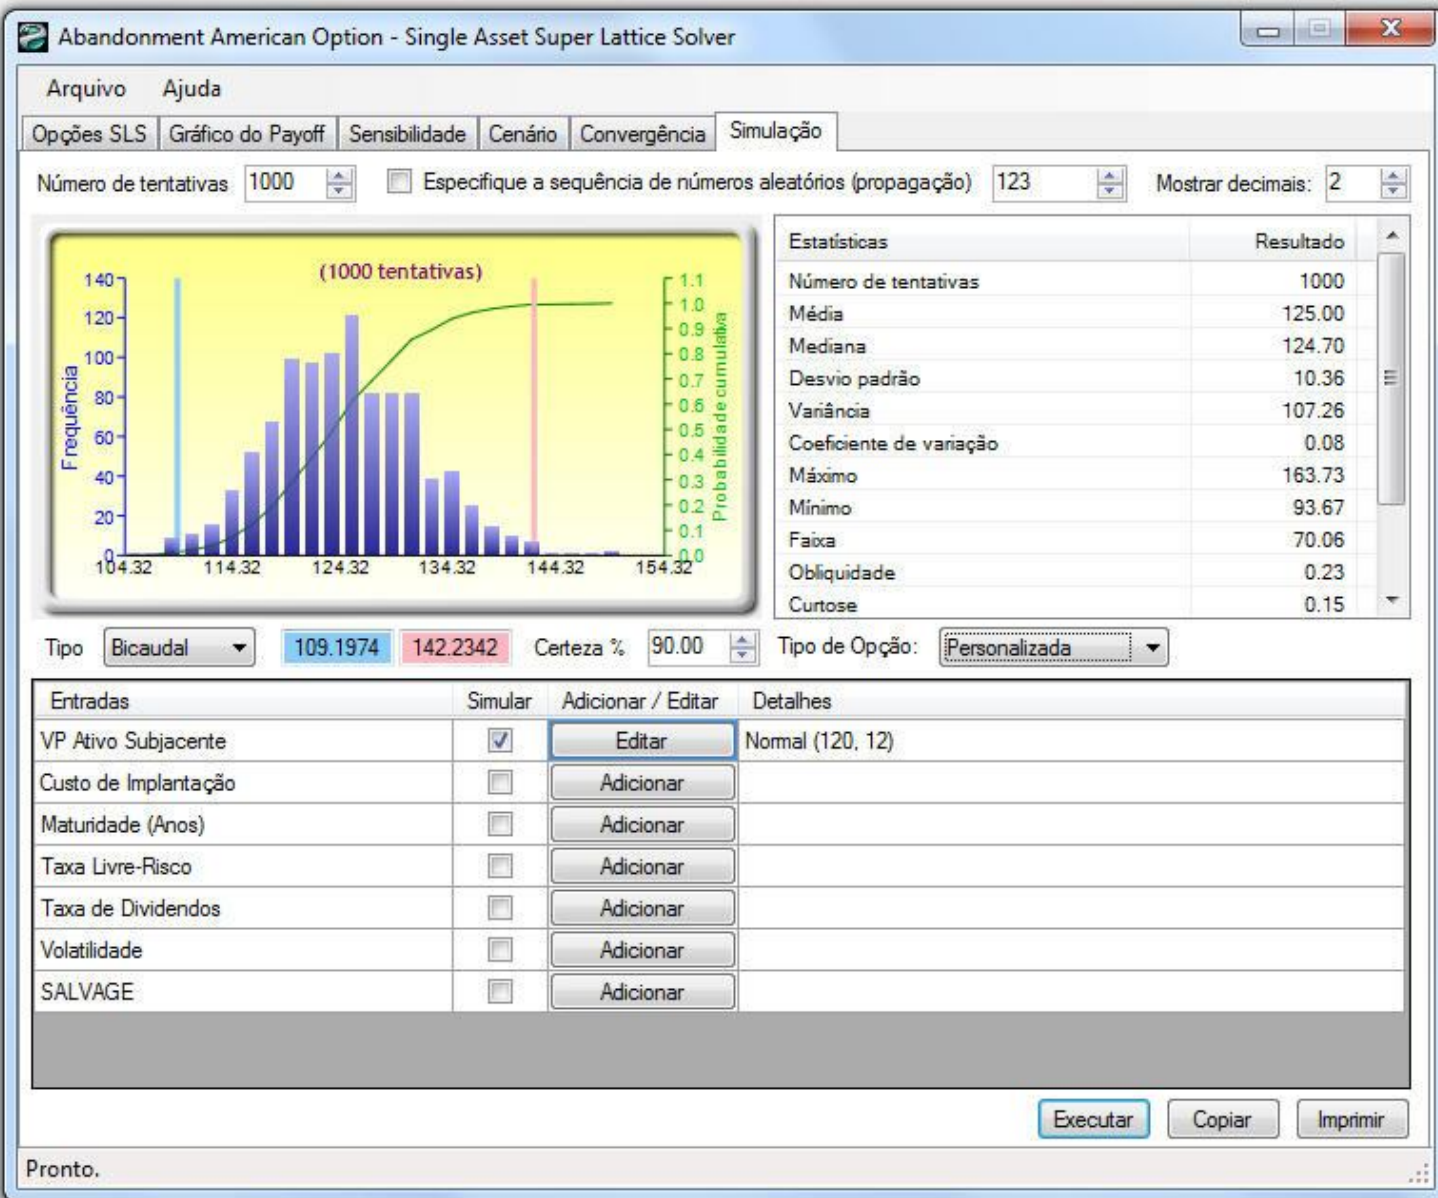 Abandonment American Option - Single Asset Super Lattice Solver
Arquivo Ajuda
Opções SLS Gráfico do Payoff Sensibilidade Cenário Convergência Simulação
Número de tentativas 1000 Especifique a sequência de números aleatórios (propagação) 123 Mostrar decimais: 2
(1000 tentativas)
Frequência
140
120
100
80
60
40
20
0
104.32 114.32 124.32 134.32 144.32 154.32
1.1
1.0
0.9
0.8
0.7
0.6
0.5
0.4
0.3
0.2
0.1
0.0
Probabilidade cumulativa
Estatísticas Resultado
Número de tentativas 1000
Média 125.00
Mediana 124.70
Desvio padrão 10.36
Variância 107.26
Coeficiente de variação 0.08
Máximo 163.73
Mínimo 93.67
Faixa 70.06
Obliquidade 0.23
Curtose 0.15
Tipo Bicaudal 109.1974 142.2342 Certeza % 90.00 Tipo de Opção: Personalizada
Entradas Simular Adicionar / Editar Detalhes
VP Ativo Subjacente Editar Normal (120, 12)
Custo de Implantação Adicionar
Maturidade (Anos) Adicionar
Taxa Livre-Risco Adicionar
Taxa de Dividendos Adicionar
Volatilidade Adicionar
SALVAGE Adicionar
Executar Copiar Imprimir
Pronto.